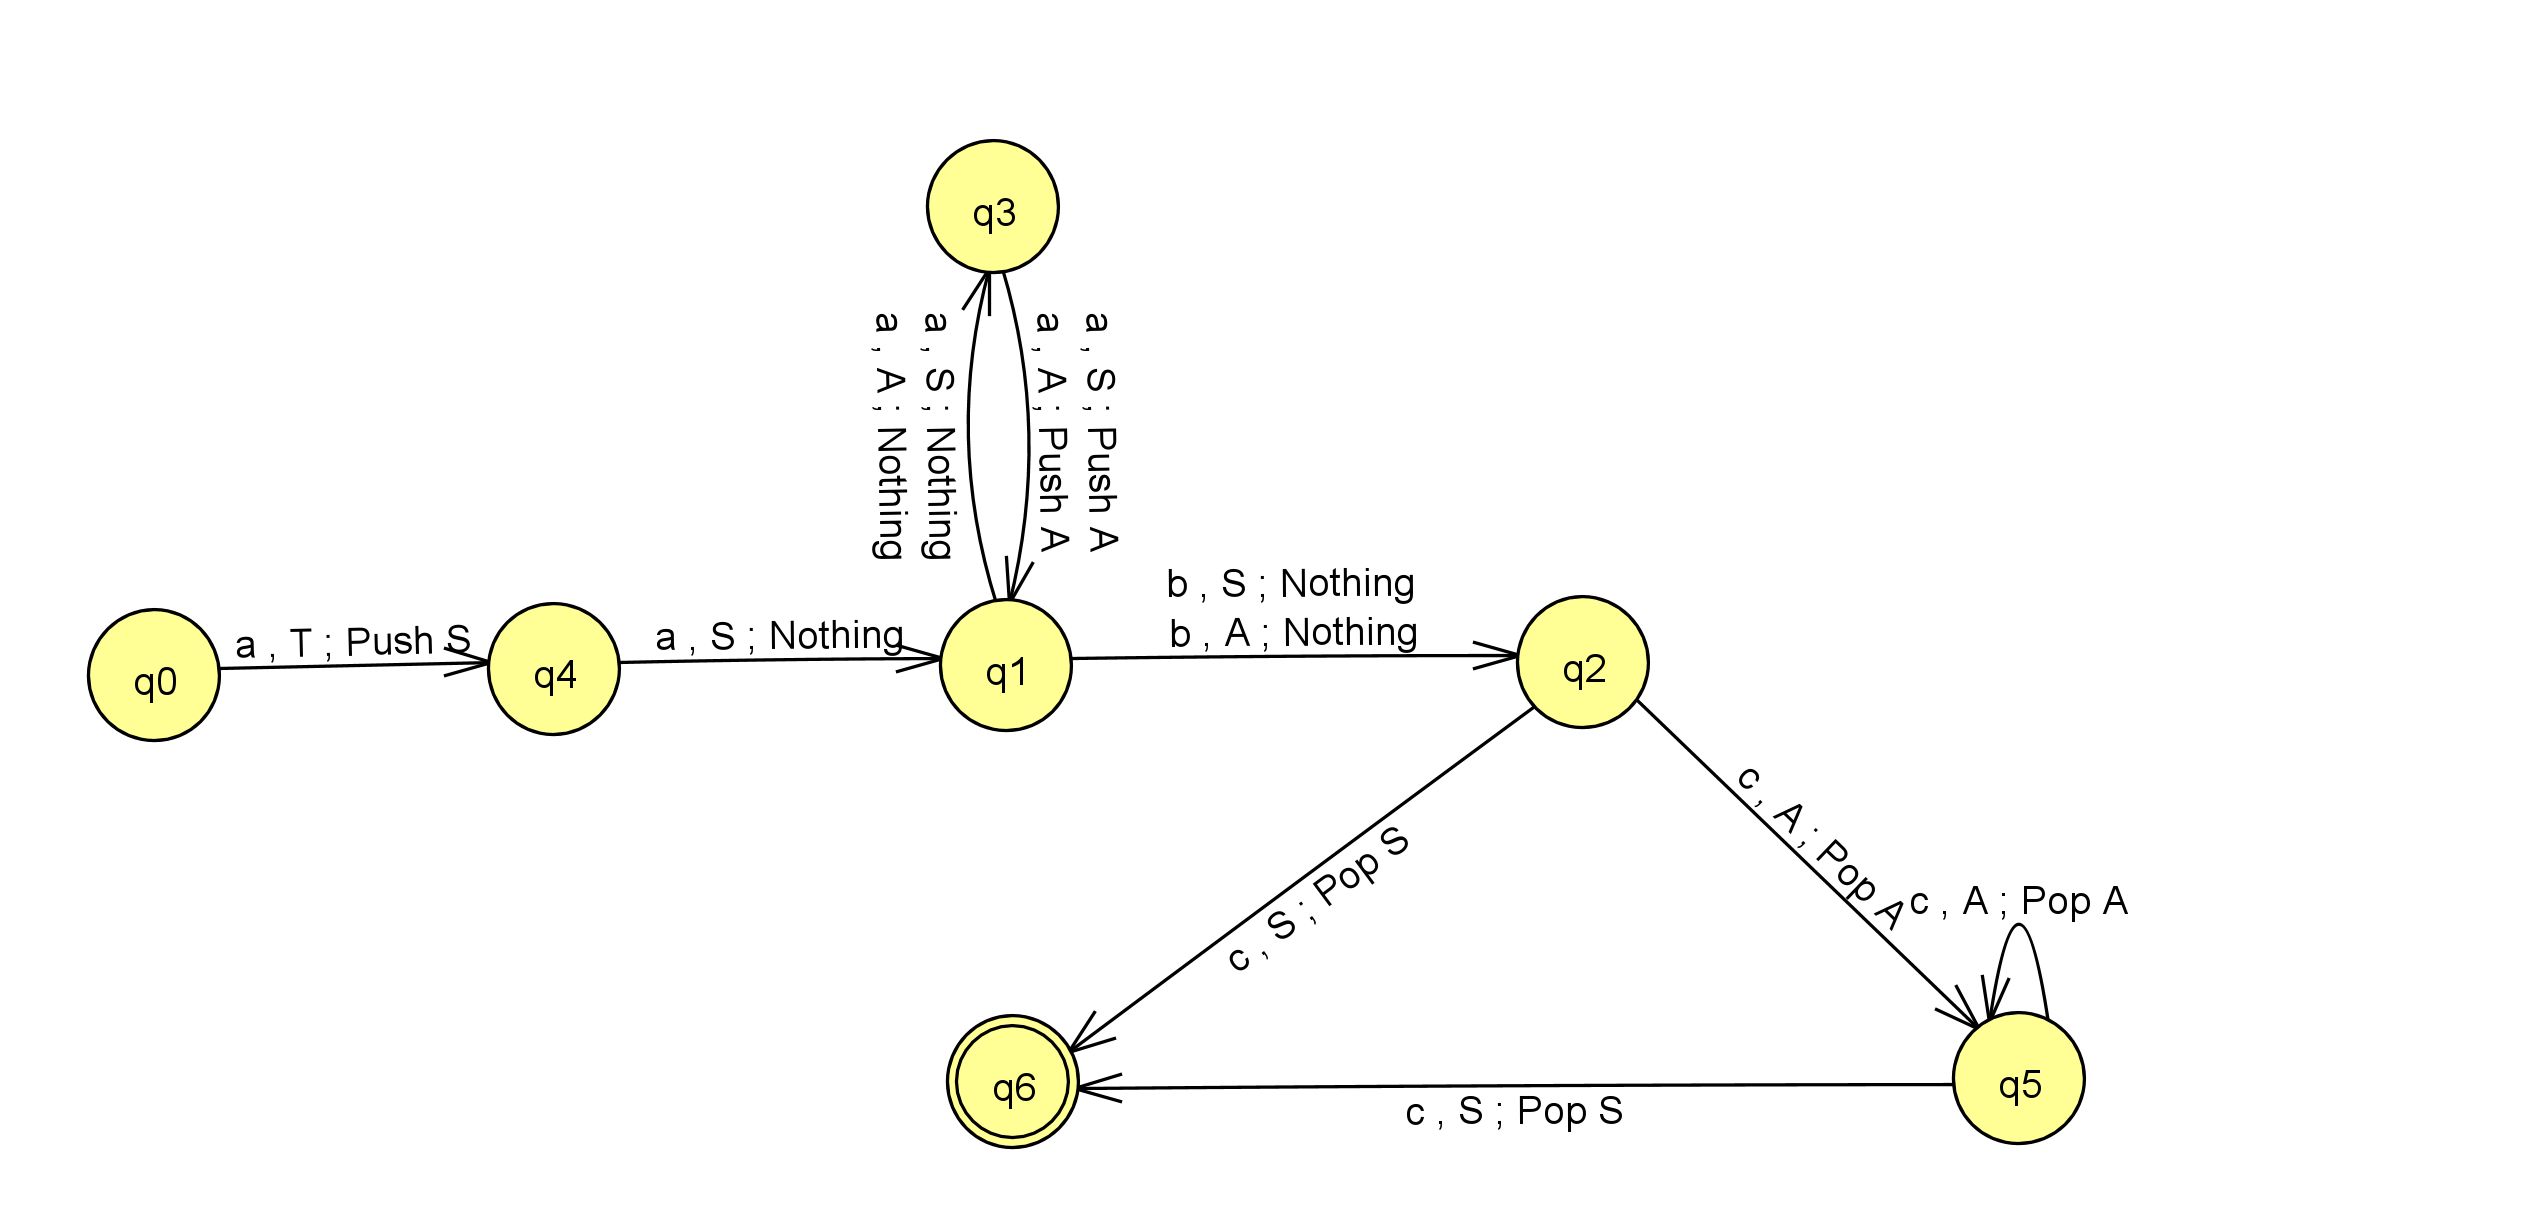 q3
a , A ; Nothing
a , S ; Nothing
a , A ; Push A
a , S ; Push A
b , S ; Nothing
b , A ; Nothing
a , T ; Push S
a , S ; Nothing
q0
q4
q1
q2
c , A ; Pop A
c , S ; Pop S
c , A ; Pop A
q6
q5
c , S ; Pop S